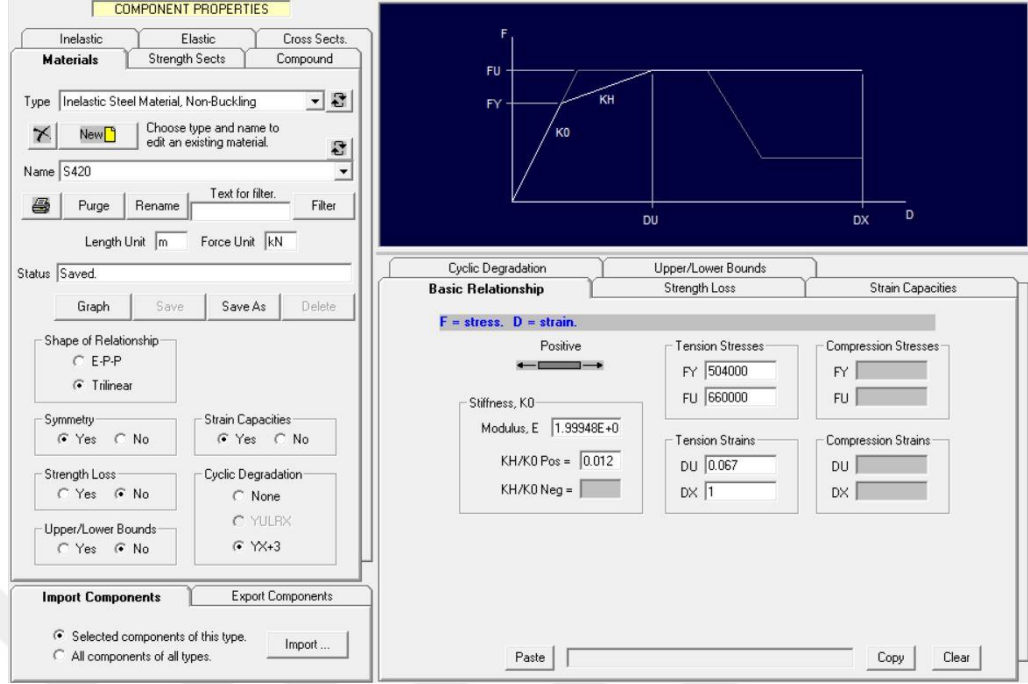 COMPONENT PROPERTIES
Inelastic Elastic Cross Sects.
Materials Strength Sects Compound
Type Inelastic Steel Material, Non-Buckling
New Choose type and name to
edit an existing material.
Name S420
Purge Rename Text for filter. Filter
Length Unit m Force Unit kN
Status Saved.
Graph Save Save As Delete
Shape of Relationship
E-P-P
Trilinear
Symmetry
Yes No
Strain Capacities
Yes No
Strength Loss
Yes No
Cyclic Degradation
None
YULRX
YX+3
Upper/Lower Bounds
Yes No
Import Components Export Components
Selected components of this type.
All components of all types.
Import ...
F
FU
FY
KH
K0
DU
DX
D
Cyclic Degradation Upper/Lower Bounds
Basic Relationship Strength Loss Strain Capacities
F = stress. D = strain.
Positive
Stiffness, K0
Modulus, E 1.99948E+0
KH/K0 Pos = 0.012
KH/K0 Neg =
Tension Stresses
FY 504000
FU 660000
Compression Stresses
FY
FU
Tension Strains
DU 0.067
DX 1
Compression Strains
DU
DX
Paste Copy Clear